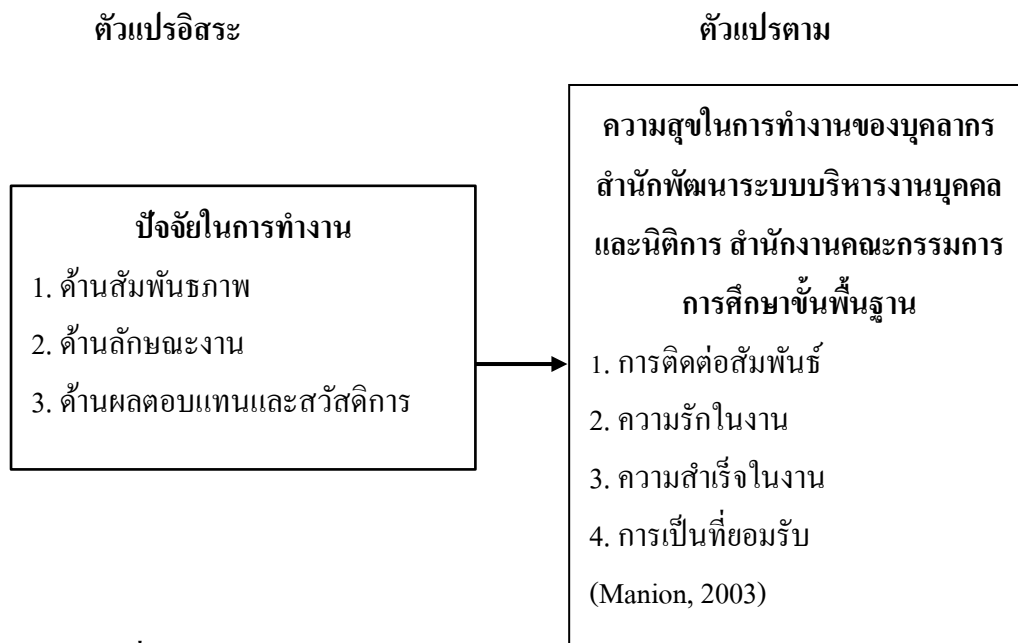 ตัวแปรอิสระ
ตัวแปรตาม
ปัจจัยในการทำงาน
1. ด้านสัมพันธภาพ
2. ด้านลักษณะงาน
3. ด้านผลตอบแทนและสวัสดิการ
ความสุขในการทำงานของบุคลากร
สำนักพัฒนาระบบบริหารงานบุคคล
และนิติการ สำนักงานคณะกรรมการ
การศึกษาขั้นพื้นฐาน
1. การติดต่อสัมพันธ์
2. ความรักในงาน
3. ความสำเร็จในงาน
4. การเป็นที่ยอมรับ
(Manion, 2003)